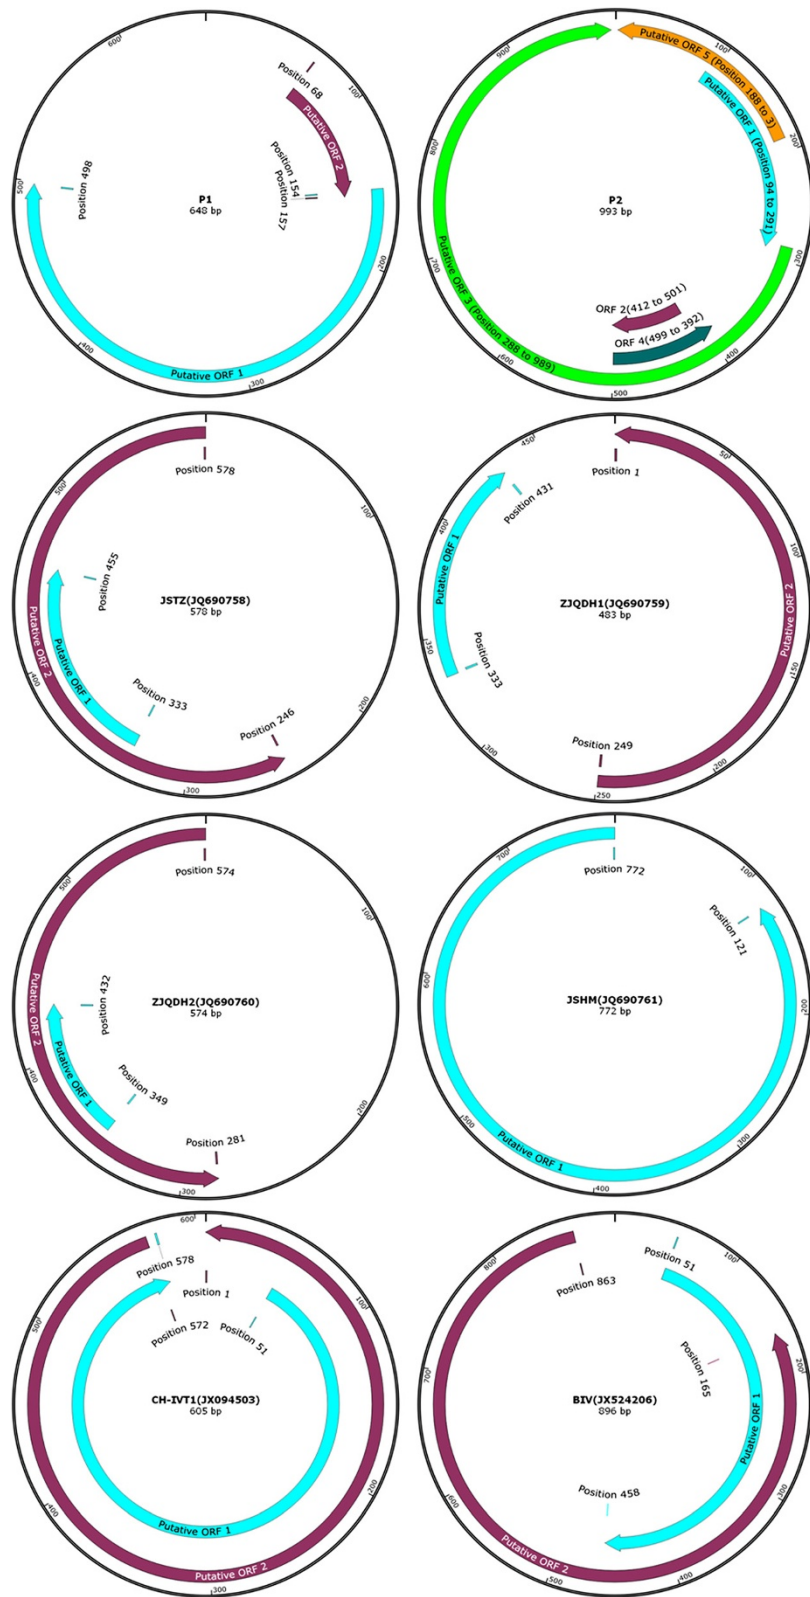 600
100
Position 68
Putative ORF 2
500
Position 498
Position 154
Position 157
P1
648 bp
200
400
Putative ORF 1
300
900
100
Putative ORF 5 (Position 188 to 3)
Putative ORF 1 (Position 94 to 291)
200
800
P2
993 bp
300
700
Putative ORF 3 (Position 288 to 989)
ORF 2(412 to 501)
ORF 4(499 to 392)
600
400
500
Position 578
500
100
Position 455
JSTZ(JQ690758)
578 bp
Putative ORF 2
Putative ORF 1
400
Position 333
200
Position 246
300
450
50
Position 1
Position 431
400
100
Putative ORF 1
ZJQDH1(JQ690759)
483 bp
Putative ORF 2
350
Position 333
150
300
Position 249
200
250
Position 574
500
100
Position 432
ZJQDH2(JQ690760)
574 bp
Putative ORF 2
Putative ORF 1
400
Position 349
200
Position 281
300
700
100
Position 772
Position 121
600
JSHM(JQ690761)
772 bp
200
500
300
Putative ORF 1
400
600
Position 578
Position 1
100
Position 572
Position 51
500
CH-IVT1(JX094503)
605 bp
400
200
Putative ORF 1
Putative ORF 2
300
Position 51
800
100
Position 863
Position 165
200
700
BIV(JX524206)
896 bp
Putative ORF 1
Position 458
600
300
Putative ORF 2
500
400